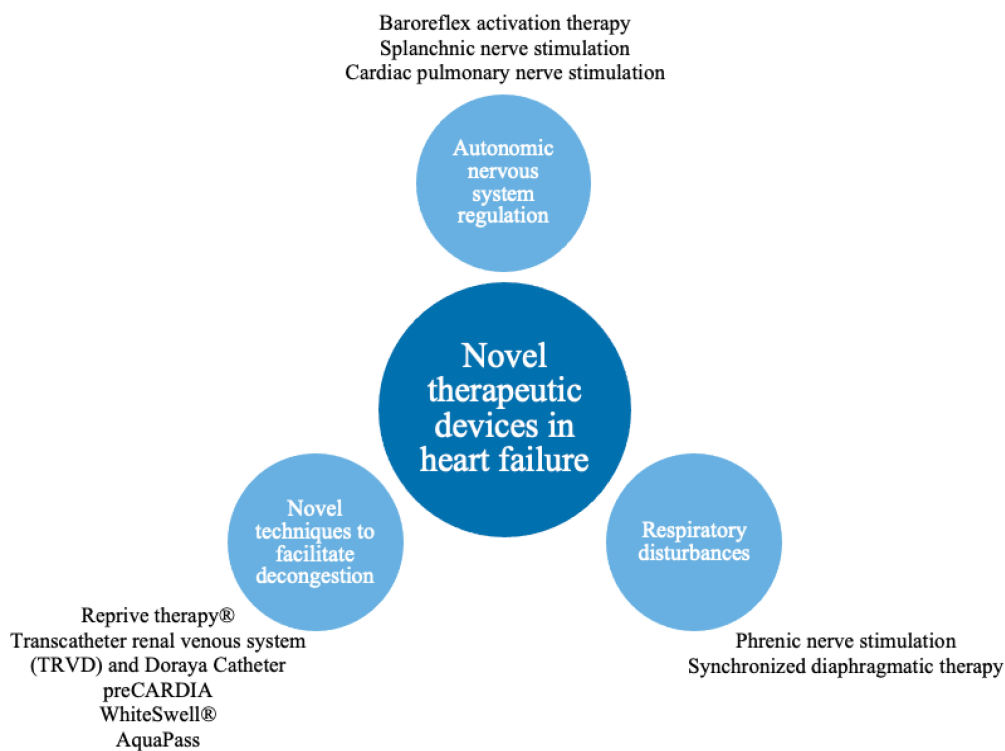 Baroreflex activation therapy
Splanchnic nerve stimulation
Cardiac pulmonary nerve stimulation
Autonomic
nervous
system
regulation
Novel
therapeutic
devices in
heart failure
Novel
techniques to
facilitate
decongestion
Respiratory
disturbances
Reprive therapy®
Transcatheter renal venous system
(TRVD) and Doraya Catheter
preCARDIA
WhiteSwell®
AquaPass
Phrenic nerve stimulation
Synchronized diaphragmatic therapy